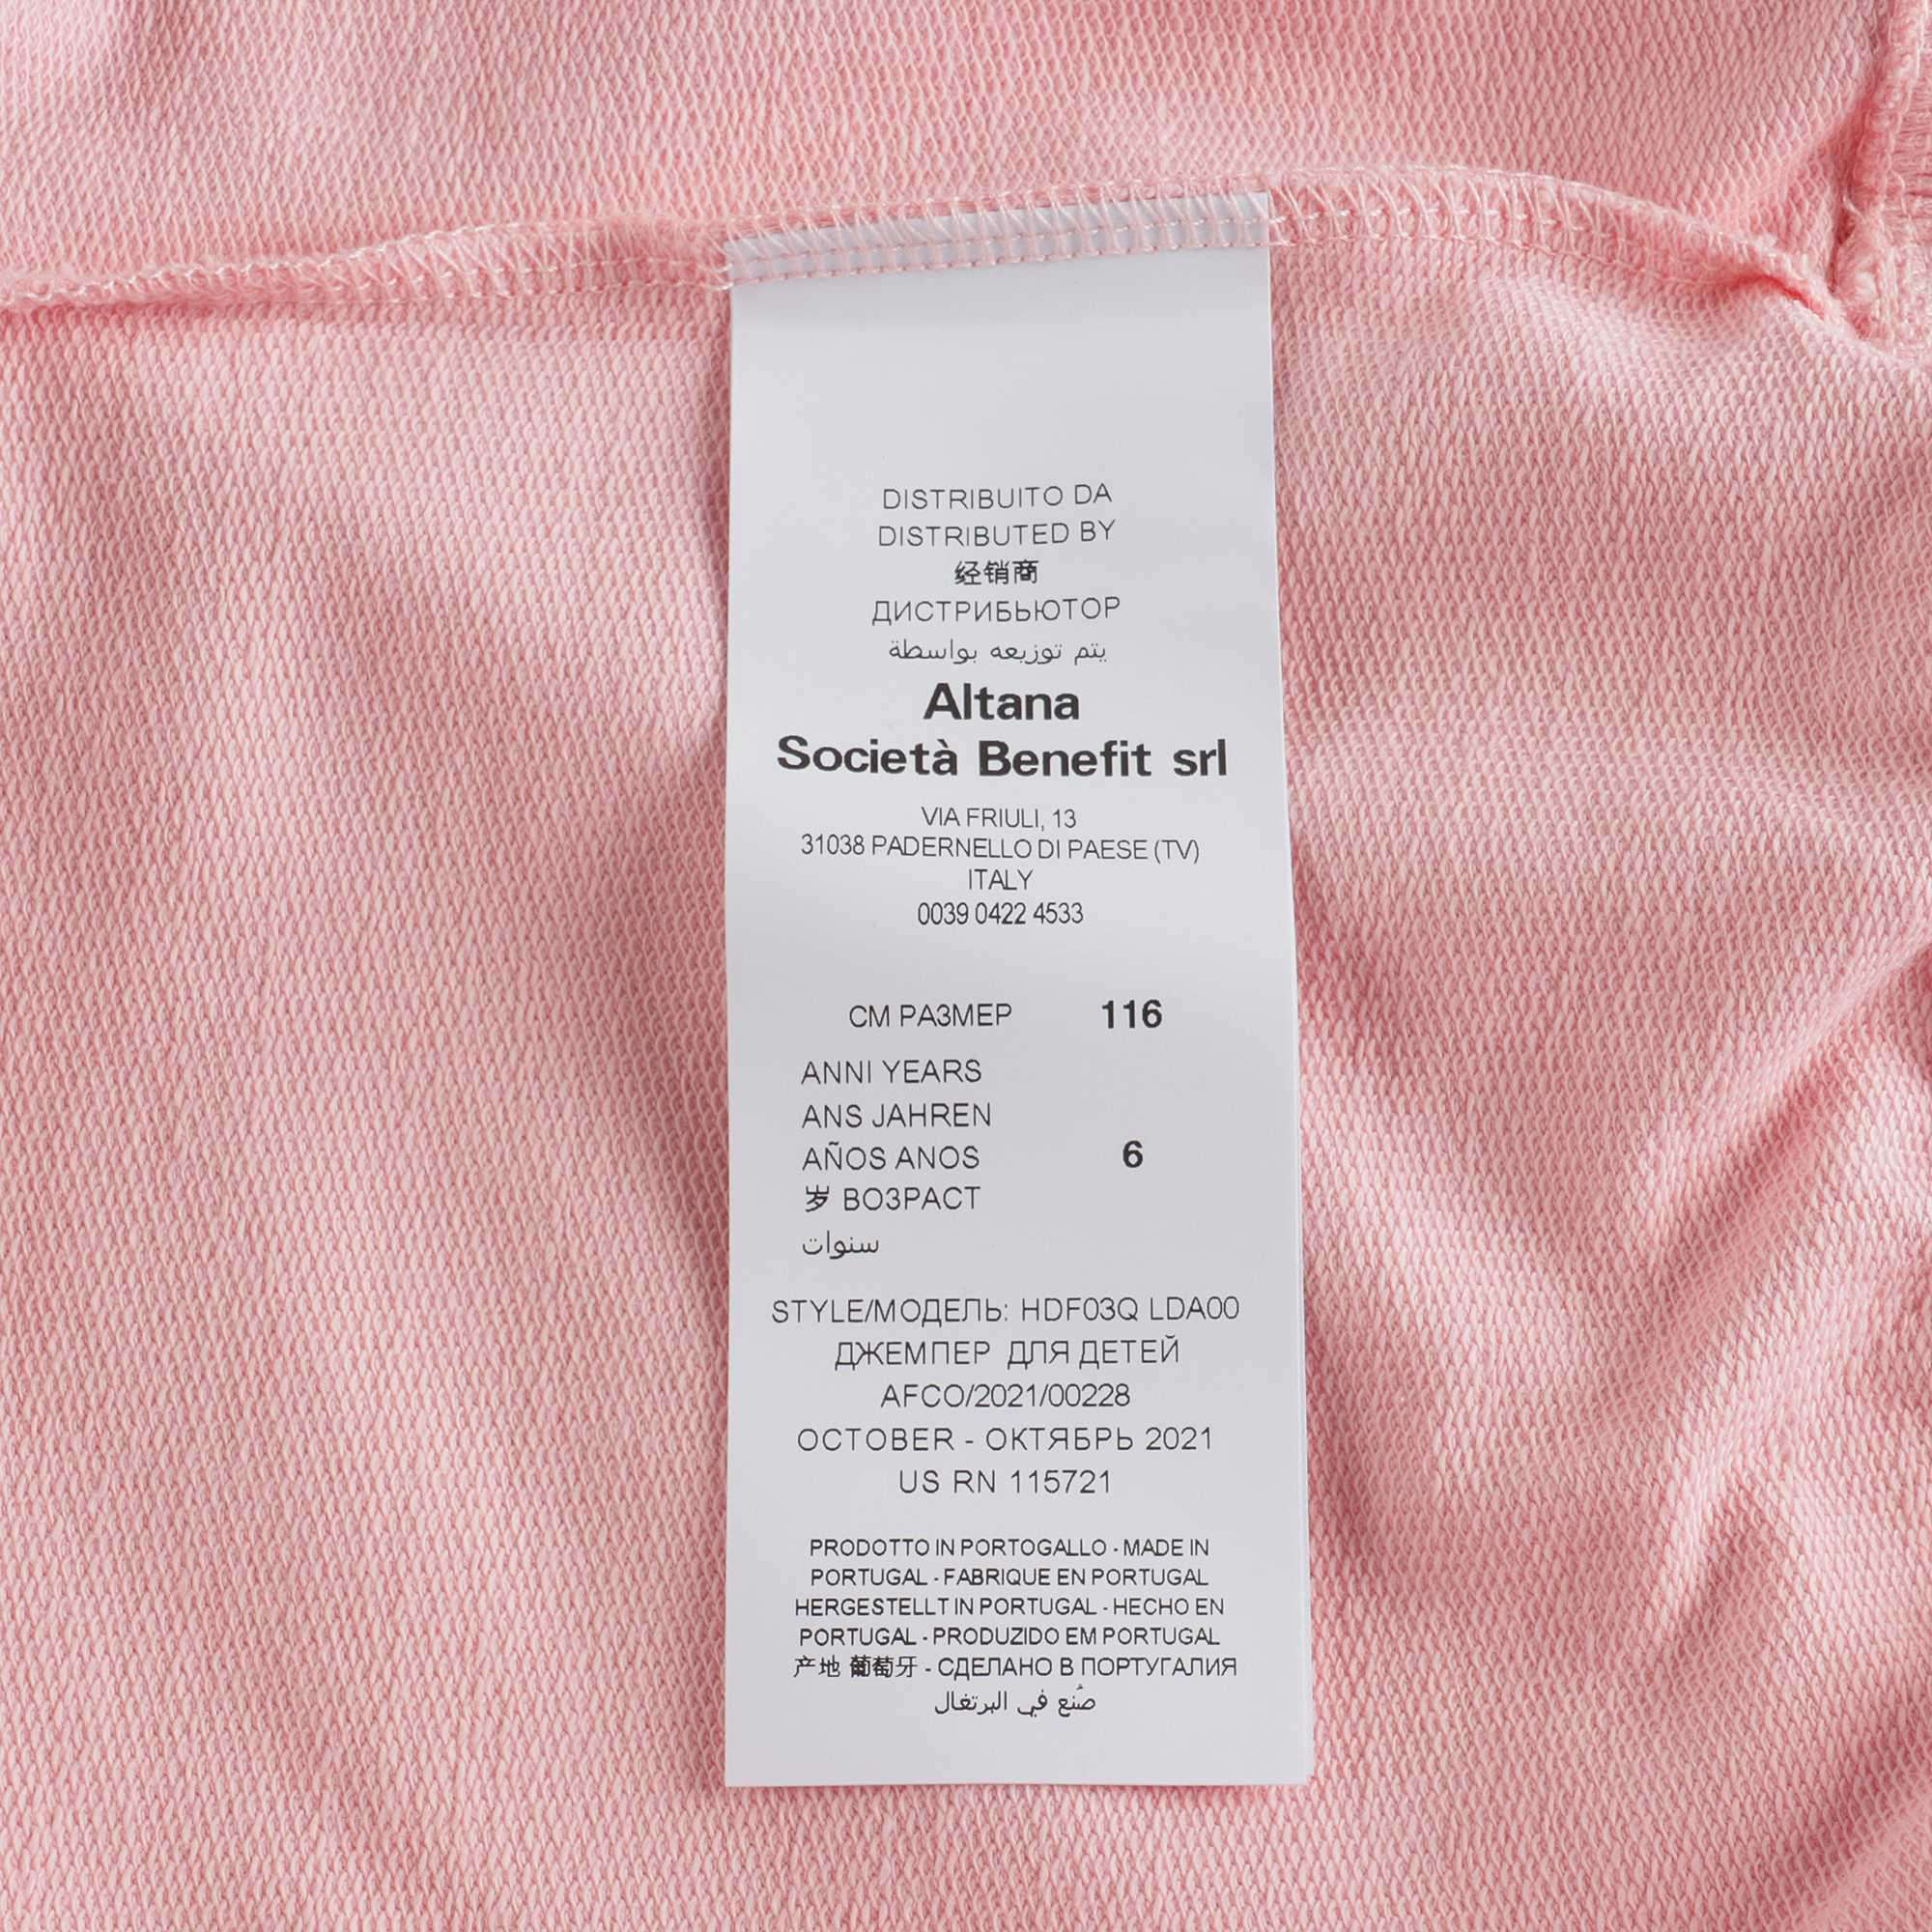 DISTRIBUITO DA
DISTRIBUTED BY
经销商
ДИСТРИБЬЮТОР
يتم توزيعه بواسطة
Altana
Società Benefit srl
VIA FRIULI, 13
31038 PADERNELLO DI PAESE (TV)
ITALY
0039 0422 4533
СМ РАЗМЕР 116
ANNI YEARS
ANS JAHREN
AÑOS ANOS 6
岁 ВОЗРАСТ
سنوات
STYLE/МОДЕЛЬ: HDF03Q LDA00
ДЖЕМПЕР ДЛЯ ДЕТЕЙ
AFCO/2021/00228
OCTOBER - ОКТЯБРЬ 2021
US RN 115721
PRODOTTO IN PORTOGALLO - MADE IN
PORTUGAL - FABRIQUE EN PORTUGAL
HERGESTELLT IN PORTUGAL - HECHO EN
PORTUGAL - PRODUZIDO EM PORTUGAL
产地 葡萄牙 - СДЕЛАНО В ПОРТУГАЛИЯ
صُنع في البرتغال